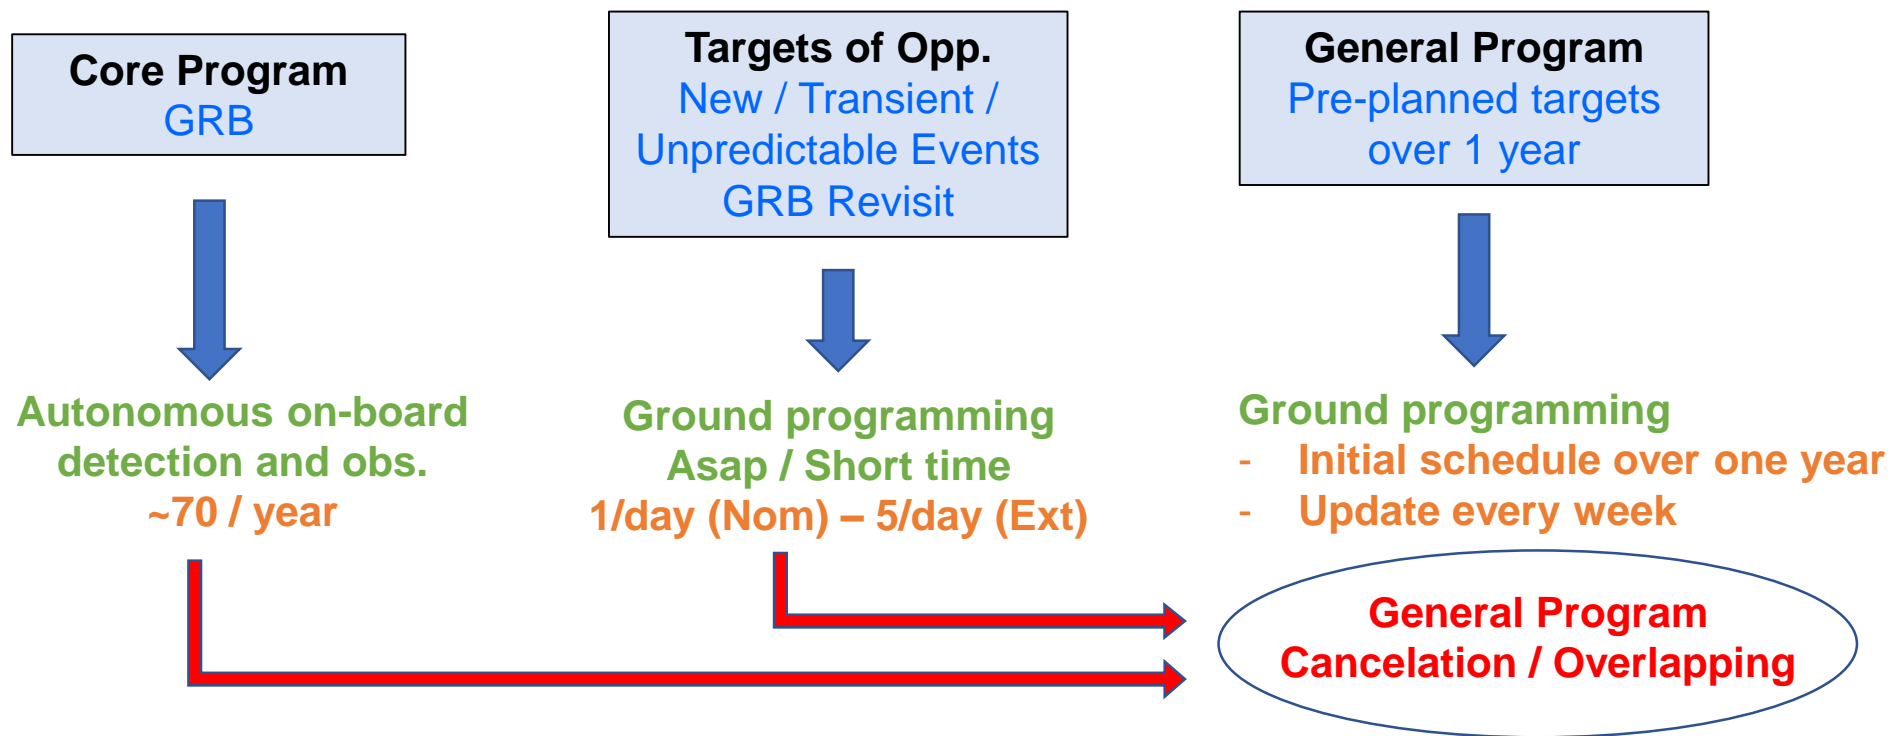 Core Program
GRB
Targets of Opp.
New / Transient /
Unpredictable Events
GRB Revisit
General Program
Pre-planned targets
over 1 year
Autonomous on-board
detection and obs.
~70 / year
Ground programming
Asap / Short time
1/day (Nom) – 5/day (Ext)
Ground programming
- Initial schedule over one year
- Update every week
General Program
Cancelation / Overlapping